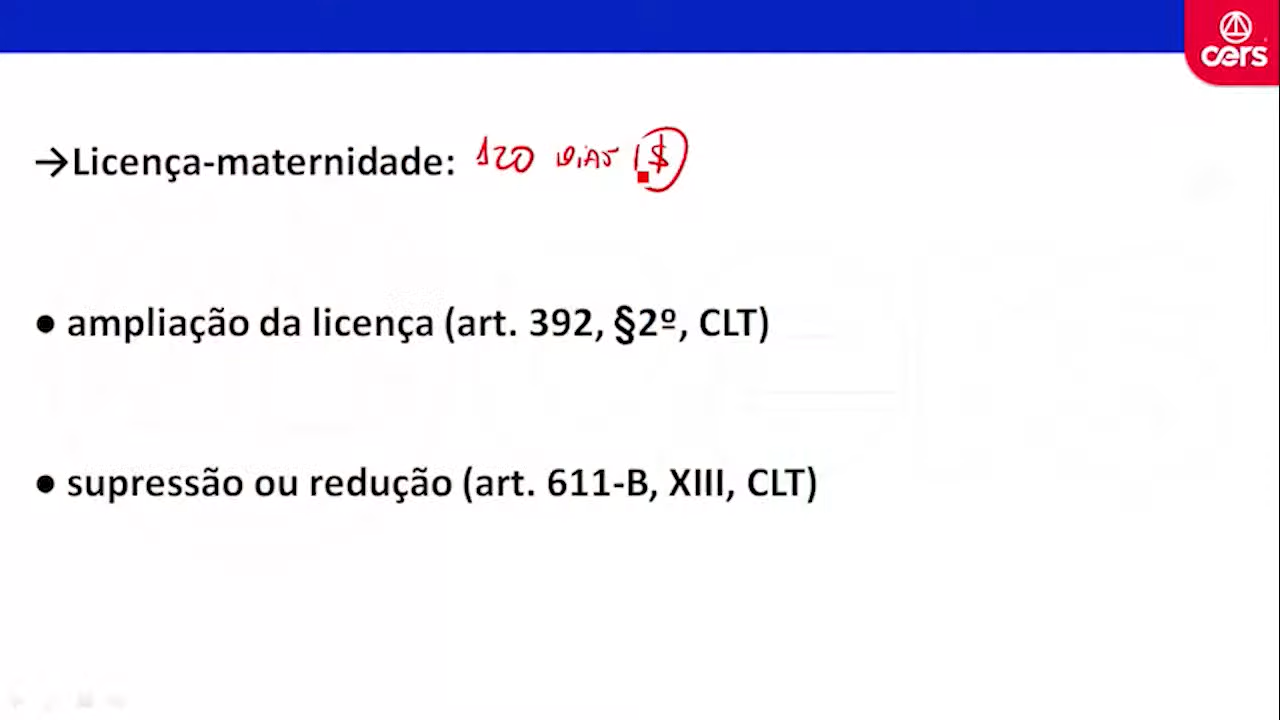 cers
→Licença-maternidade: 120 DIAS ($)
● ampliação da licença (art. 392, §2º, CLT)
● supressão ou redução (art. 611-B, XIII, CLT)